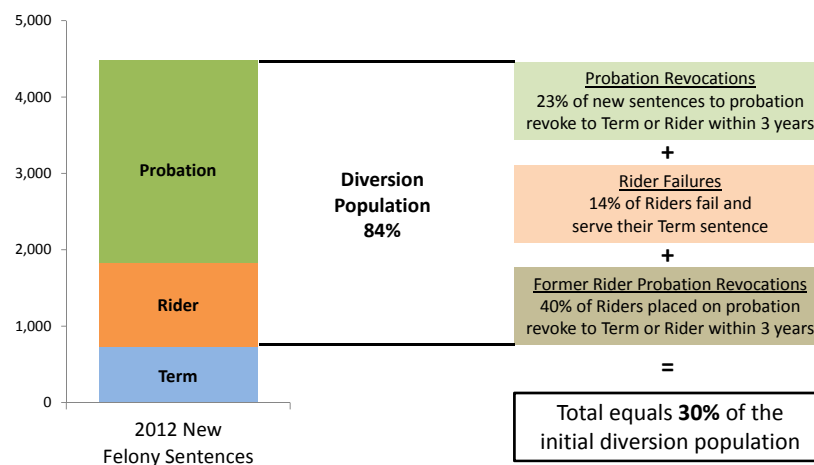 5,000
4,000
3,000
2,000
1,000
0
Probation
Rider
Term
2012 New
Felony Sentences
Diversion
Population
84%
Probation Revocations
23% of new sentences to probation
revoke to Term or Rider within 3 years
+
Rider Failures
14% of Riders fail and
serve their Term sentence
+
Former Rider Probation Revocations
40% of Riders placed on probation
revoke to Term or Rider within 3 years
=
Total equals 30% of the
initial diversion population